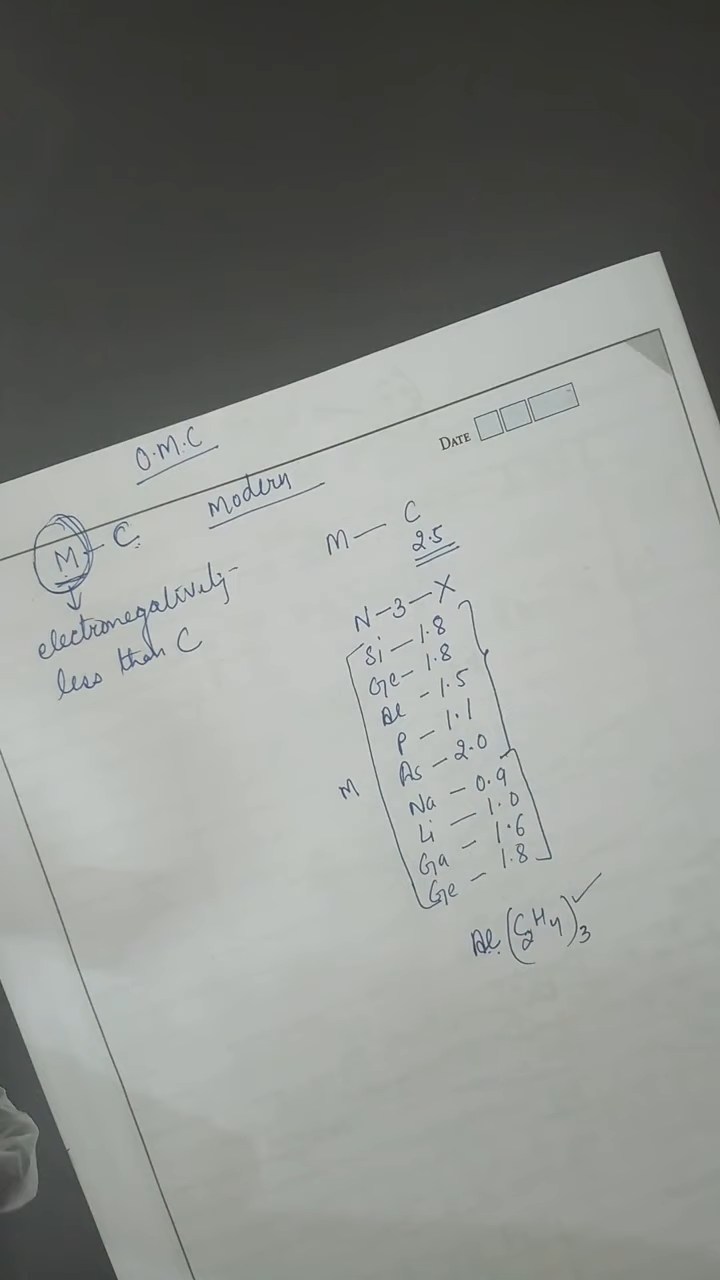 O.M.C
DATE
Modern
M — C
electronegativity
less than C
M — C
2.5
N-3-X
Si - 1.8
Ge - 1.8
Al - 1.5
P - 1.1
As - 2.0
Na - 0.9
Li - 1.0
Ga - 1.6
Ge - 1.8
M
Al(C2H4)3 ✓